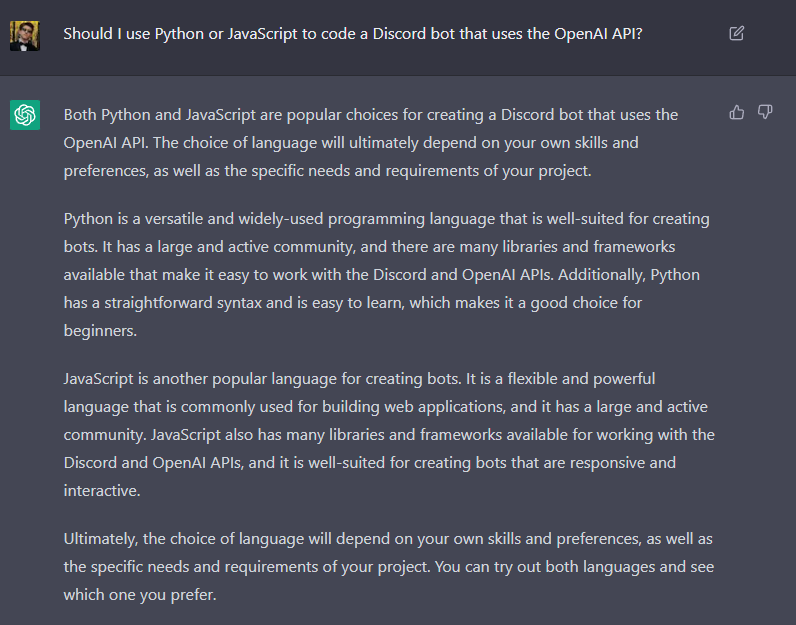 Should I use Python or JavaScript to code a Discord bot that uses the OpenAI API?
Both Python and JavaScript are popular choices for creating a Discord bot that uses the
OpenAI API. The choice of language will ultimately depend on your own skills and
preferences, as well as the specific needs and requirements of your project.
Python is a versatile and widely-used programming language that is well-suited for creating
bots. It has a large and active community, and there are many libraries and frameworks
available that make it easy to work with the Discord and OpenAI APIs. Additionally, Python
has a straightforward syntax and is easy to learn, which makes it a good choice for
beginners.
JavaScript is another popular language for creating bots. It is a flexible and powerful
language that is commonly used for building web applications, and it has a large and active
community. JavaScript also has many libraries and frameworks available for working with the
Discord and OpenAI APIs, and it is well-suited for creating bots that are responsive and
interactive.
Ultimately, the choice of language will depend on your own skills and preferences, as well as
the specific needs and requirements of your project. You can try out both languages and see
which one you prefer.